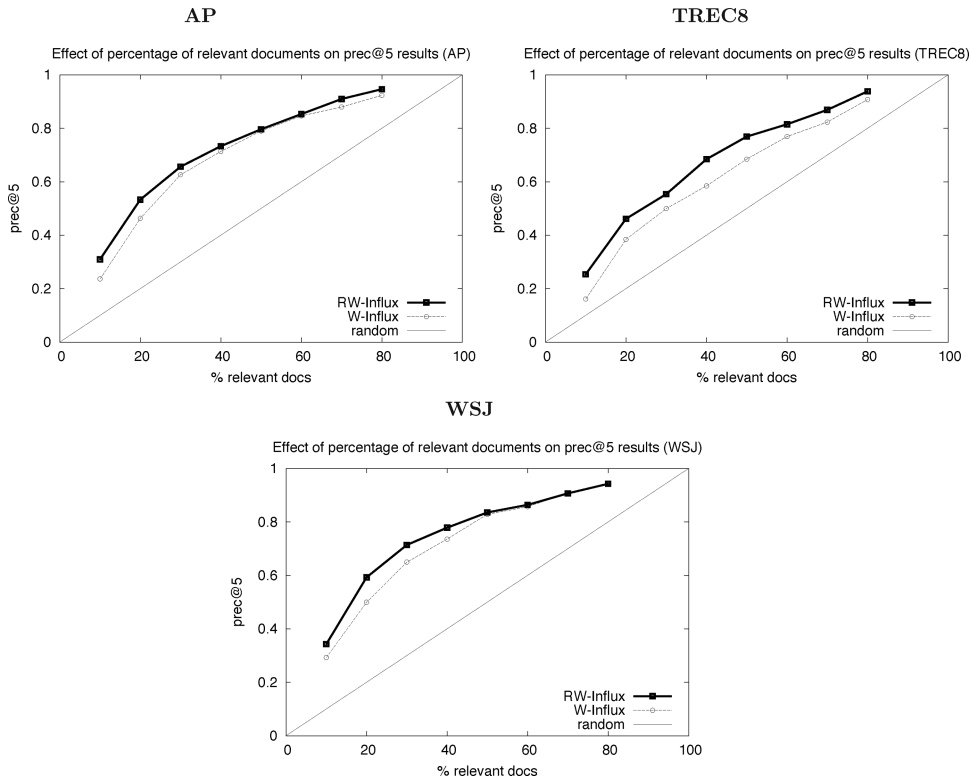 AP
Effect of percentage of relevant documents on prec@5 results (AP)
1
0.8
0.6
0.4
0.2
0
prec@5
RW-Influx
W-Influx
random
0 20 40 60 80 100
% relevant docs
TREC8
Effect of percentage of relevant documents on prec@5 results (TREC8)
1
0.8
0.6
0.4
0.2
0
prec@5
RW-Influx
W-Influx
random
0 20 40 60 80 100
% relevant docs
WSJ
Effect of percentage of relevant documents on prec@5 results (WSJ)
1
0.8
0.6
0.4
0.2
0
prec@5
RW-Influx
W-Influx
random
0 20 40 60 80 100
% relevant docs